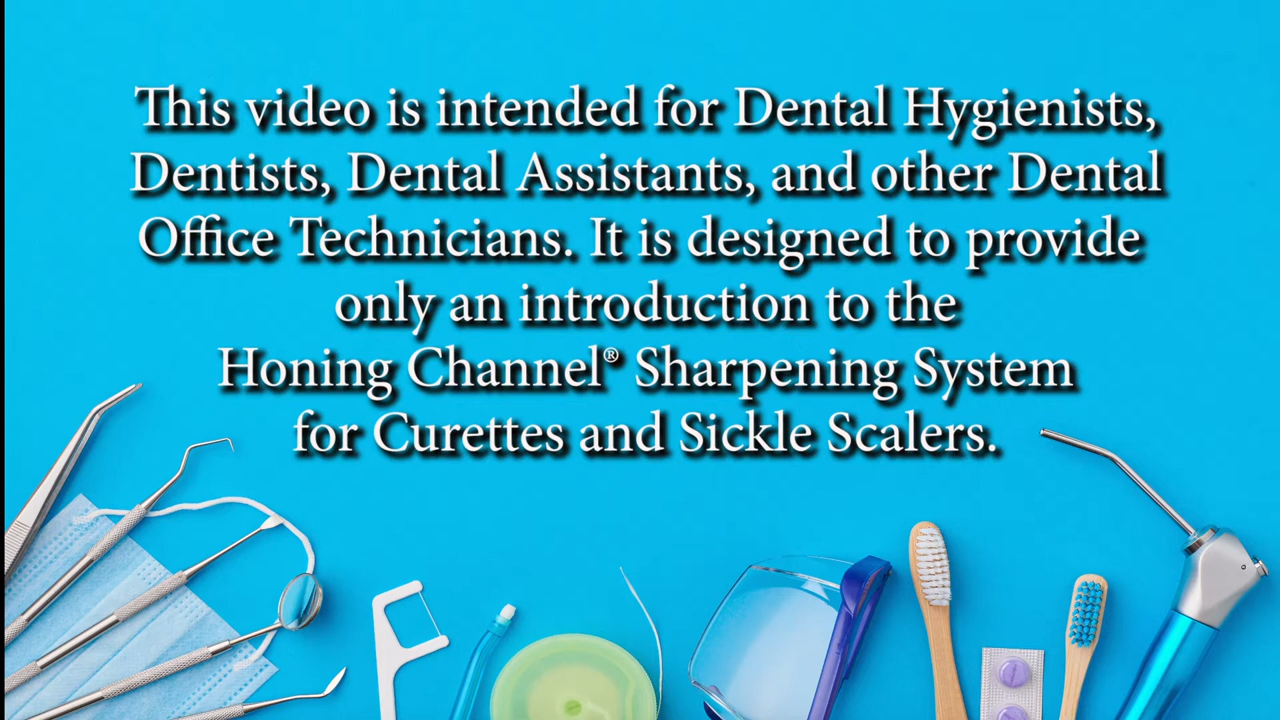 This video is intended for Dental Hygienists,
Dentists, Dental Assistants, and other Dental
Office Technicians. It is designed to provide
only an introduction to the
Honing Channel® Sharpening System
for Curettes and Sickle Scalers.